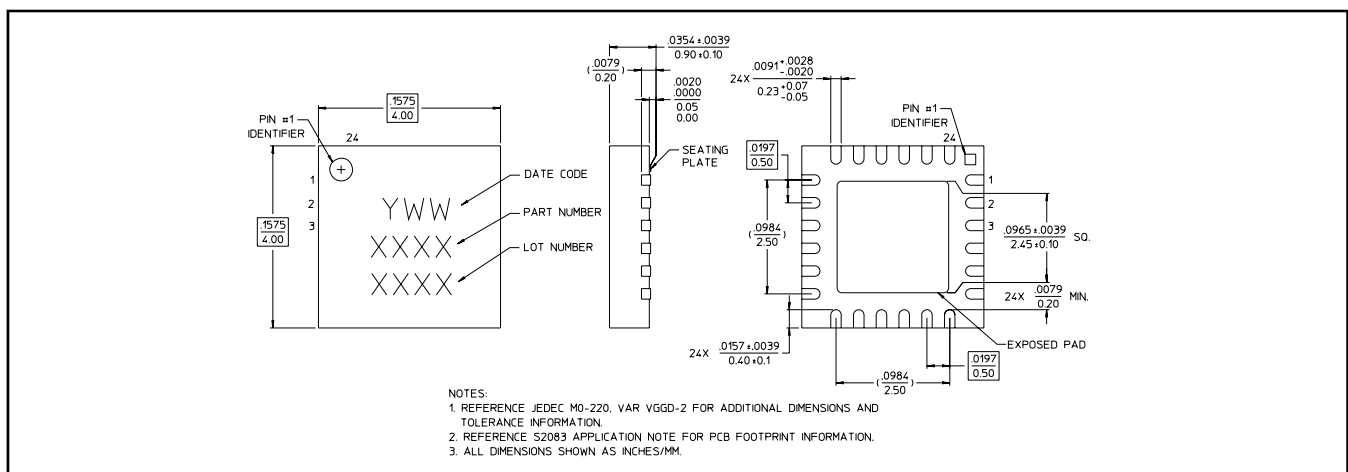 .1575
4.00
PIN #1
IDENTIFIER
24
1
2
3
.1575
4.00
YWW
XXXX
XXXX
DATE CODE
PART NUMBER
LOT NUMBER
.0354±.0039
0.90±0.10
(.0079
0.20)
.0020
.0000
0.05
0.00
SEATING
PLATE
24X .0091+.0028
-.0020
0.23+0.07
-0.05
PIN #1
IDENTIFIER
24
.0197
0.50
1
2
3
(.0984
2.50)
.0965±.0039
2.45±0.10 SQ.
24X .0079
0.20 MIN.
24X .0157±.0039
0.40±0.1
EXPOSED PAD
.0197
0.50
(.0984
2.50)
NOTES:
1. REFERENCE JEDEC MO-220, VAR VGGD-2 FOR ADDITIONAL DIMENSIONS AND
TOLERANCE INFORMATION.
2. REFERENCE S2083 APPLICATION NOTE FOR PCB FOOTPRINT INFORMATION.
3. ALL DIMENSIONS SHOWN AS INCHES/MM.